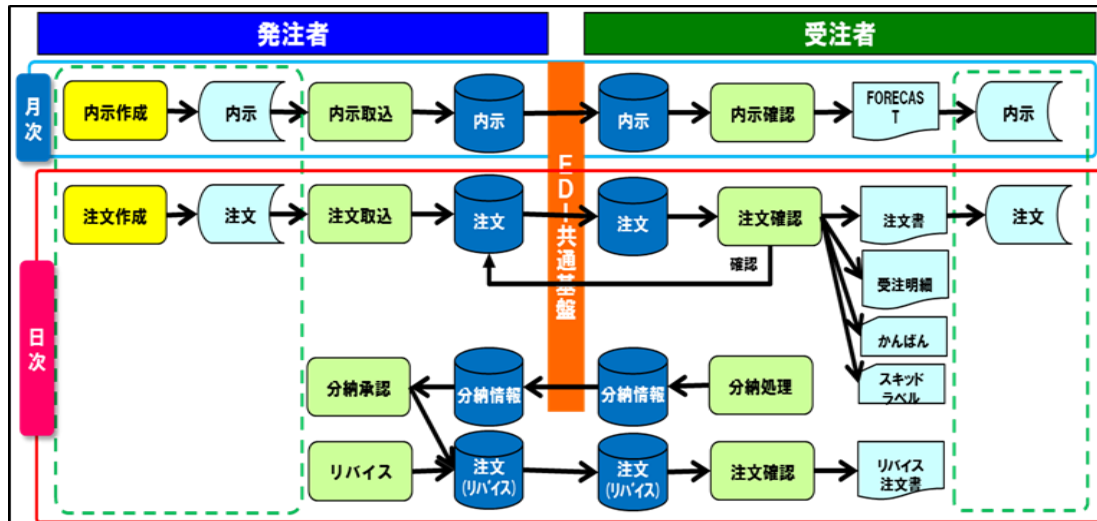 発注者
受注者
月次
内示作成
内示
内示取込
内示
内示
内示確認
FORECAS
T
内示
日次
注文作成
注文
注文取込
注文
注文
注文確認
注文書
注文
確認
受注明細
かんばん
スキッド
ラベル
EDI共通基盤
分納承認
分納情報
分納情報
分納処理
リバイス
注文
(リバイス)
注文
(リバイス)
注文確認
リバイス
注文書